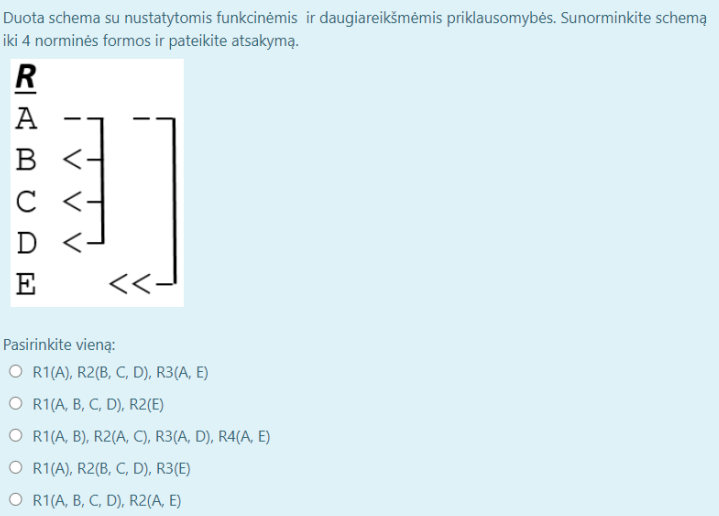 Duota schema su nustatytomis funkcinėmis ir daugiareikšmėmis priklausomybės. Sunorminkite schemą
iki 4 norminės formos ir pateikite atsakymą.
R
A
B <
C <
D <
E <<
Pasirinkite vieną:
R1(A), R2(B, C, D), R3(A, E)
R1(A, B, C, D), R2(E)
R1(A, B), R2(A, C), R3(A, D), R4(A, E)
R1(A), R2(B, C, D), R3(E)
R1(A, B, C, D), R2(A, E)